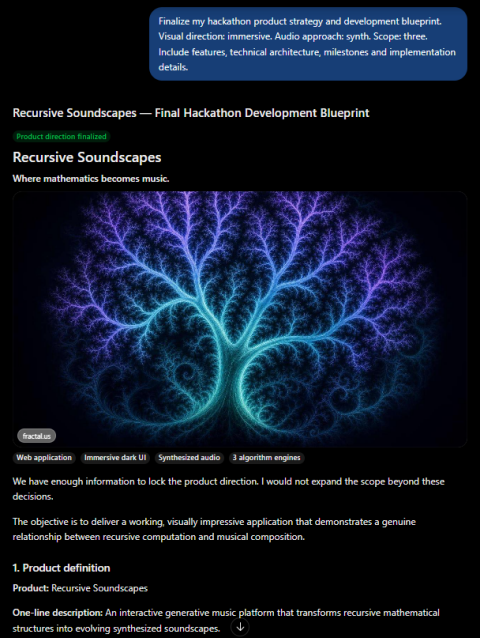 Finalize my hackathon product strategy and development blueprint.
Visual direction: immersive. Audio approach: synth. Scope: three.
Include features, technical architecture, milestones and implementation
details.
Recursive Soundscapes — Final Hackathon Development Blueprint
Product direction finalized
Recursive Soundscapes
Where mathematics becomes music.
fractal.us
Web application Immersive dark UI Synthesized audio 3 algorithm engines
We have enough information to lock the product direction. I would not expand the scope beyond these
decisions.
The objective is to deliver a working, visually impressive application that demonstrates a genuine
relationship between recursive computation and musical composition.
1. Product definition
Product: Recursive Soundscapes
One-line description: An interactive generative music platform that transforms recursive mathematical
structures into evolving synthesized soundscapes.